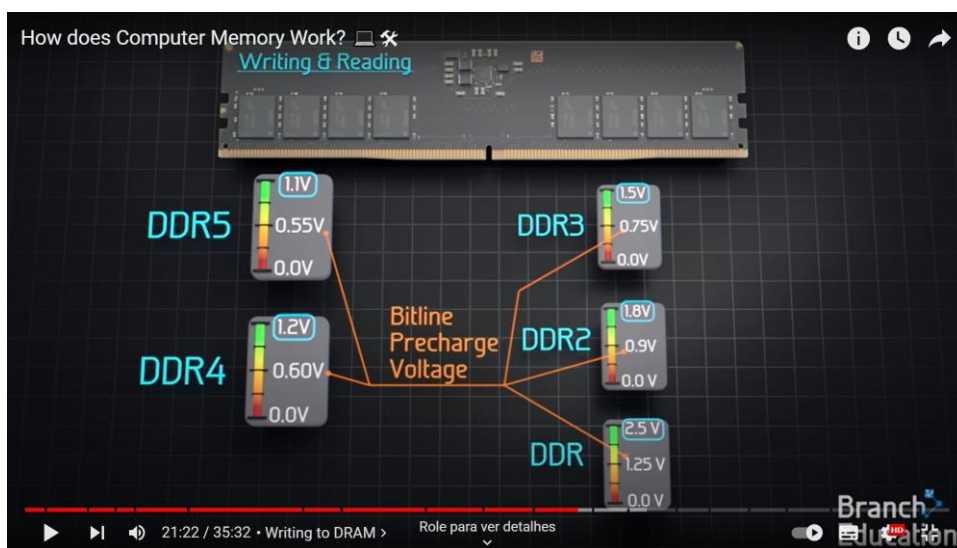 How does Computer Memory Work? 💻 🛠
Writing & Reading
DDR5
1.1V
0.55V
0.0V
DDR4
1.2V
0.60V
0.0V
Bitline
Precharge
Voltage
DDR3
1.5V
0.75V
0.0V
DDR2
1.8V
0.9V
0.0 V
DDR
2.5 V
1.25 V
0.0 V
Branch
Education
21:22 / 35:32 • Writing to DRAM >
Role para ver detalhes
HD